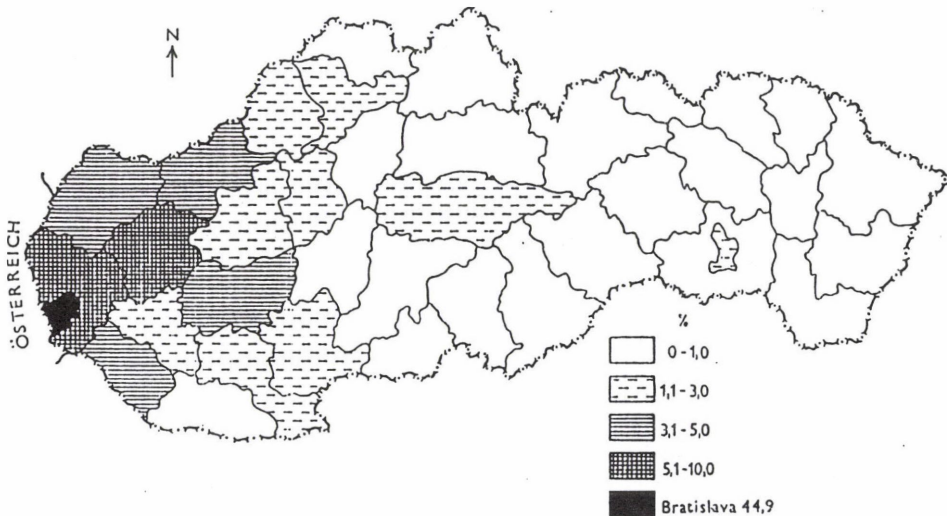 N
ÖSTERREICH
%
0-1,0
1,1-3,0
3,1-5,0
5,1-10,0
Bratislava 44,9